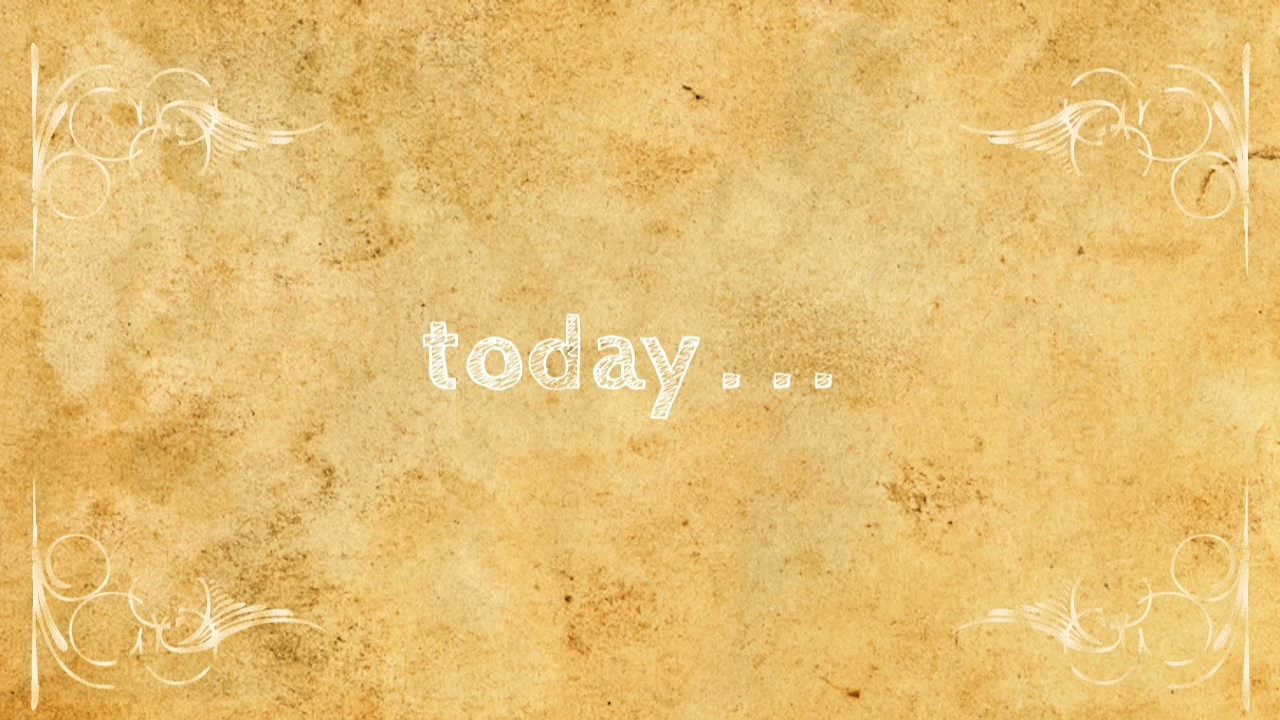 today . . .